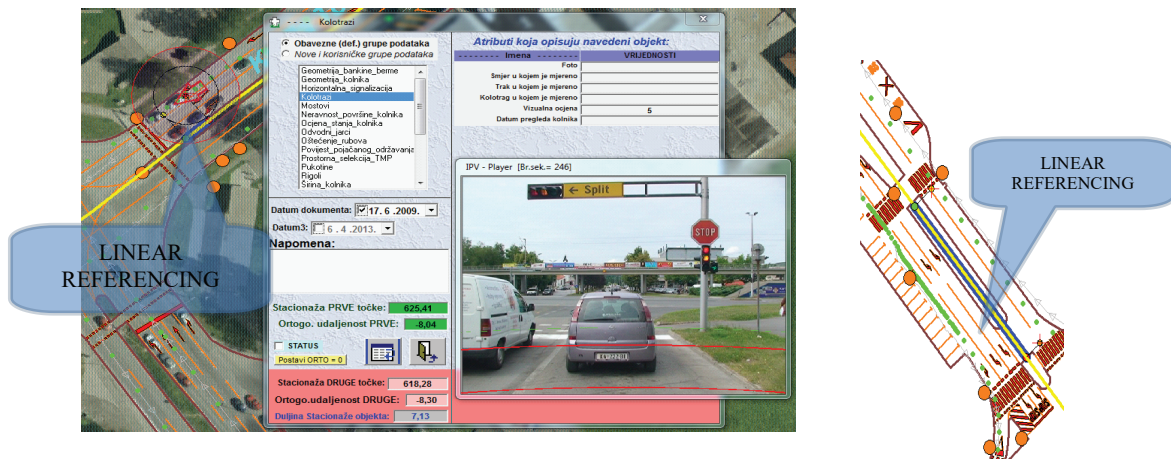 - - - - Kolotrazi
Obavezne (def.) grupe podataka
Nove i korisničke grupe podataka
Geometrija_bankine_berme
Geometrija_kolnika
Horizontalna_signalizacija
Kolotrazi
Mostovi
Neravnost_površine_kolnika
Ocjena_stanja_kolnika
Odvodni_jarci
Oštećenje_rubova
Povijest_pojačanog_održavanja
Prostorna_selekcija_TMP
Pukotine
Rigoli
Širina_kolnika
Datum dokumenta: 17. 6 .2009.
Datum3: 6 . 4 .2013.
Napomena:
Stacionaža PRVE točke: 625,41
Ortogo. udaljenost PRVE: -8,04
STATUS
Postavi ORTO = 0
Stacionaža DRUGE točke: 618,28
Ortogo.udaljenost DRUGE: -8,30
Duljina Stacionaže objekta: 7,13
Atributi koja opisuju navedeni objekt:
- - - - - - - - Imena - - - - - - - - VRIJEDNOSTI
Foto
Smjer u kojem je mjereno
Trak u kojem je mjereno
Kolotrag u kojem je mjereno
Vizualna ocjena 5
Datum pregleda kolnika
IPV - Player [Br.sek.= 246]
← Split
STOP
LINEAR
REFERENCING
LINEAR
REFERENCING